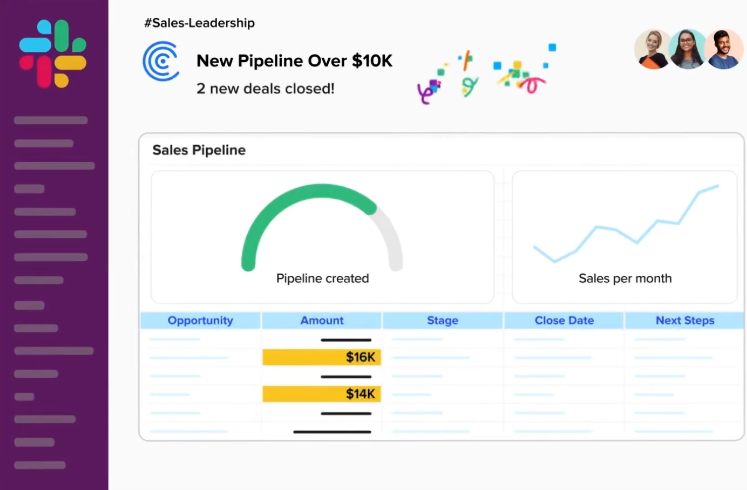 #Sales-Leadership
New Pipeline Over $10K
2 new deals closed!
Sales Pipeline
Pipeline created
Sales per month
Opportunity Amount Stage Close Date Next Steps
$16K
$14K